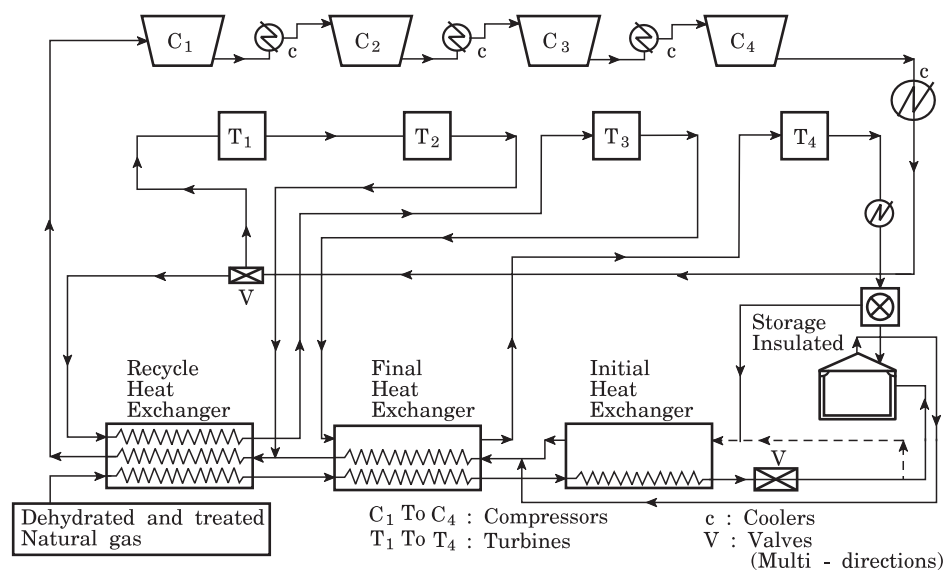 C1
c
C2
c
C3
c
C4
c
T1
T2
T3
T4
V
Storage
Insulated
Recycle
Heat
Exchanger
Final
Heat
Exchanger
Initial
Heat
Exchanger
V
Dehydrated and treated
Natural gas
C1 To C4 : Compressors
T1 To T4 : Turbines
c : Coolers
V : Valves
(Multi - directions)